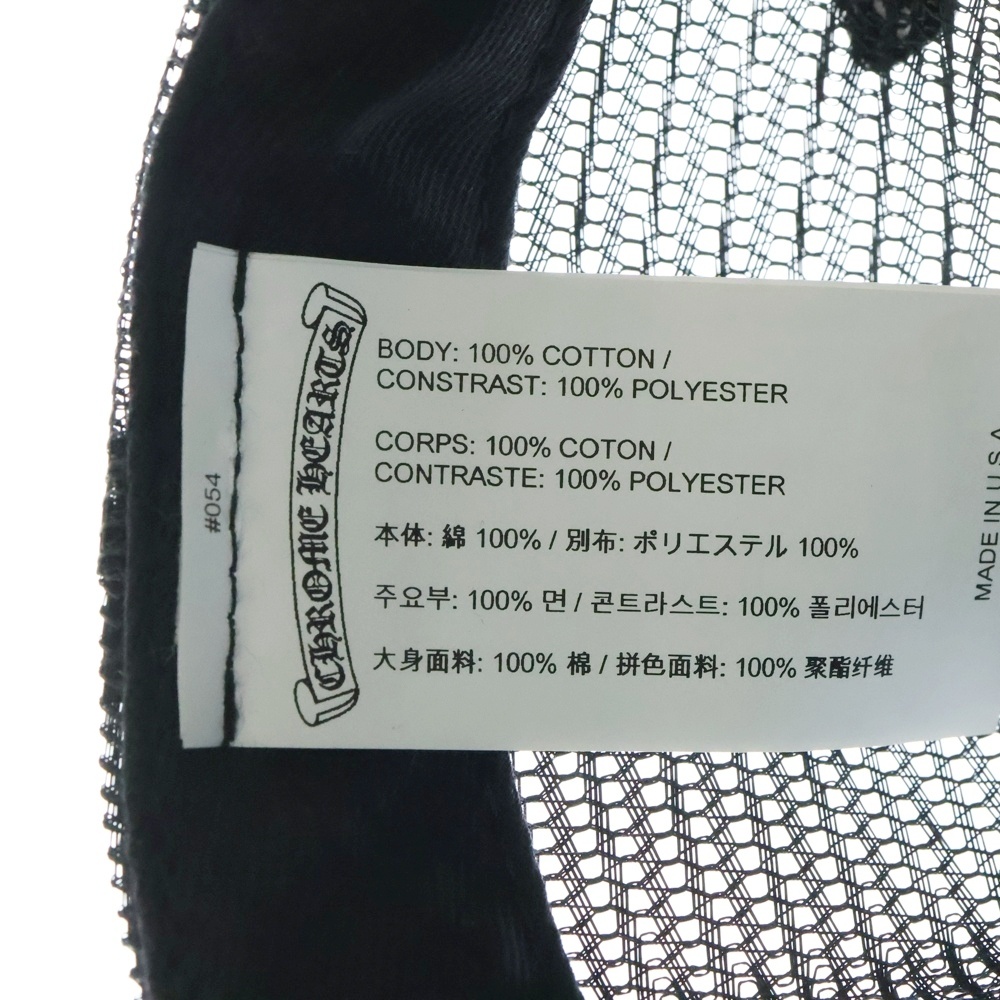 #054
CHROME HEARTS
BODY: 100% COTTON /
CONSTRAST: 100% POLYESTER
CORPS: 100% COTON /
CONTRASTE: 100% POLYESTER
本体: 綿 100% / 別布: ポリエステル 100%
주요부: 100% 면 / 콘트라스트: 100% 폴리에스터
大身面料: 100% 棉 / 拼色面料: 100% 聚酯纤维
MADE IN U.S.A